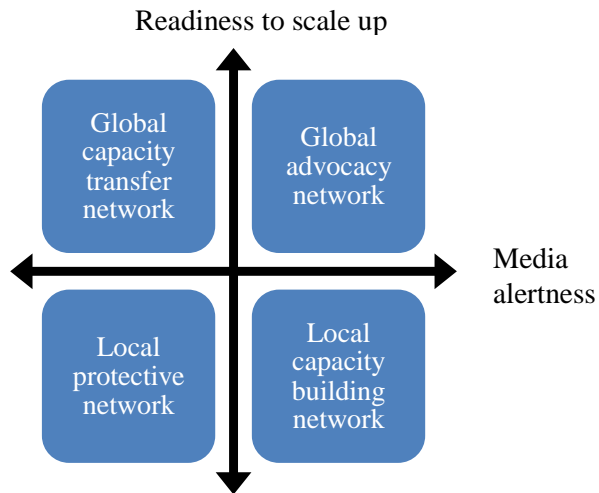 Readiness to scale up
Global
capacity
transfer
network
Global
advocacy
network
Media
alertness
Local
protective
network
Local
capacity
building
network